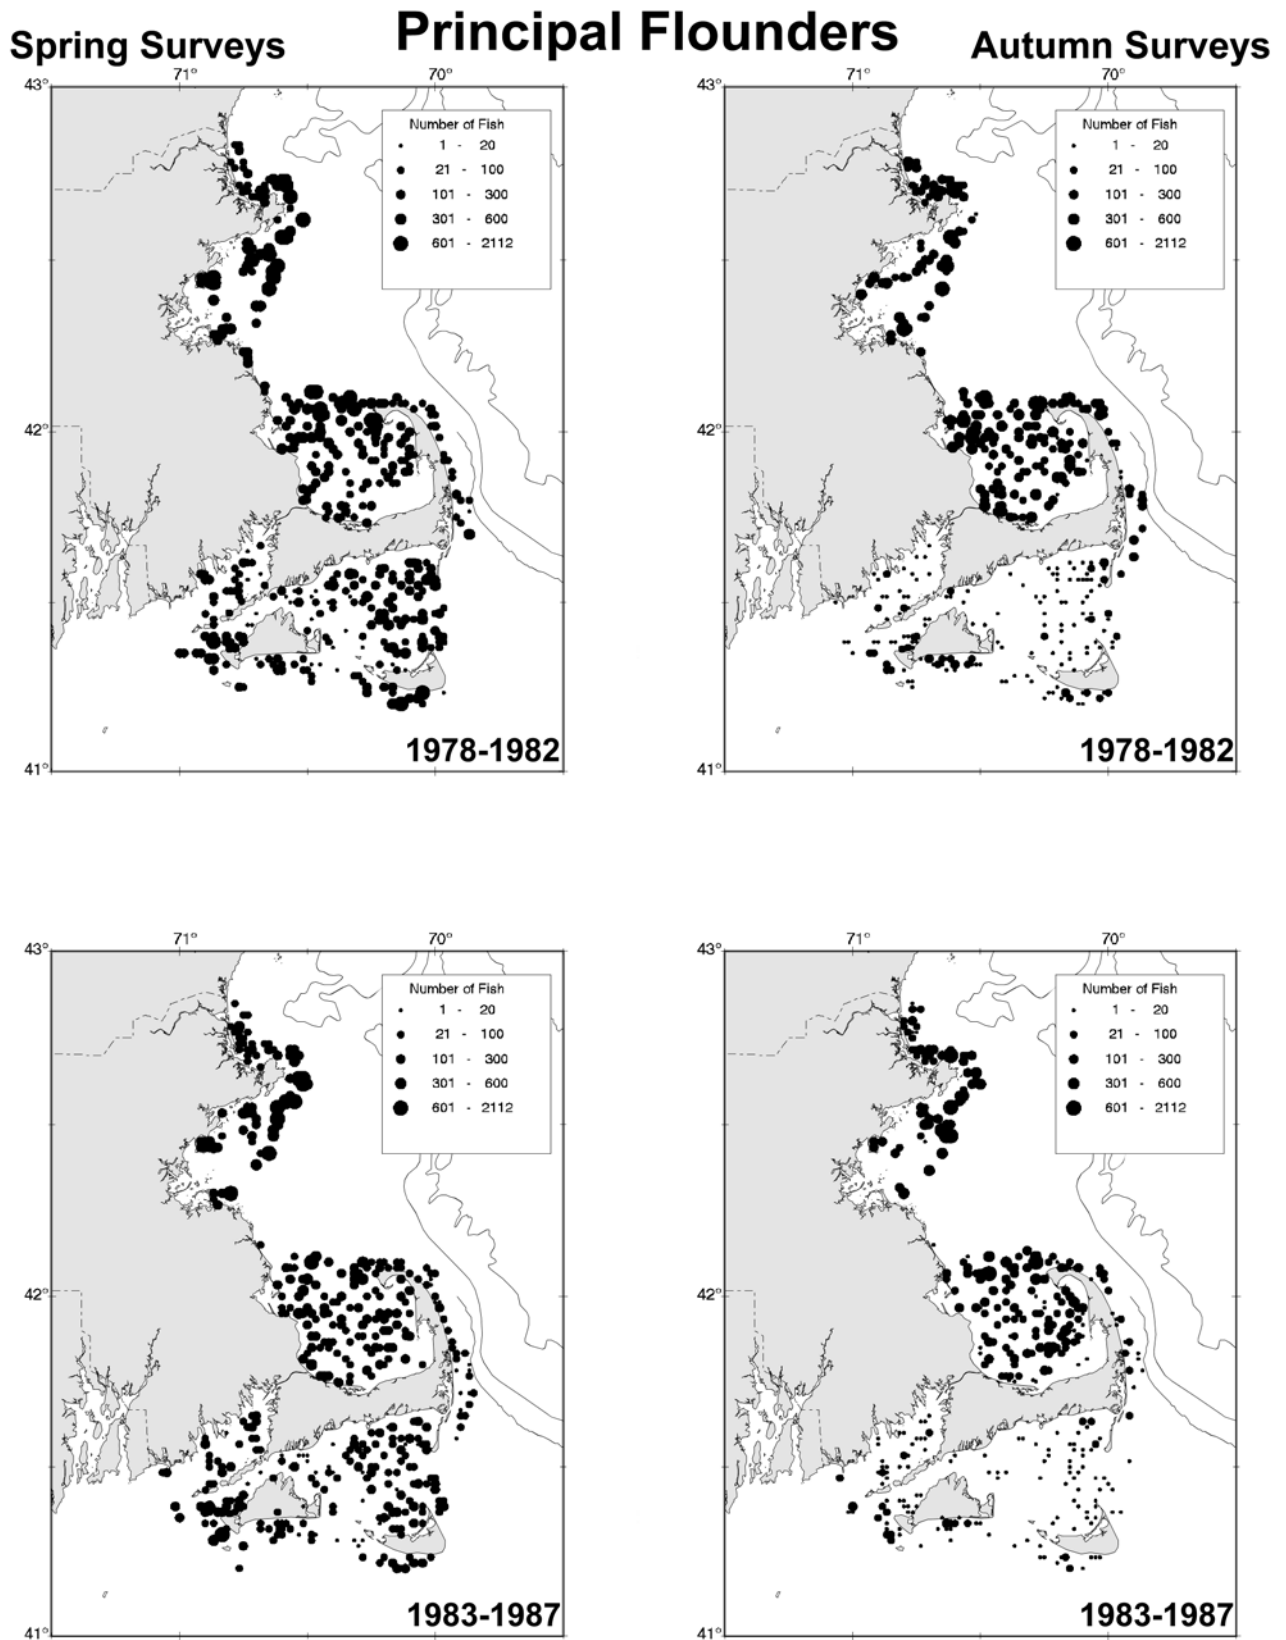 Principal Flounders
Spring Surveys
Autumn Surveys
71° 70°
43°
Number of Fish
1 - 20
21 - 100
101 - 300
301 - 600
601 - 2112
42°
41°
1978-1982
71° 70°
43°
Number of Fish
1 - 20
21 - 100
101 - 300
301 - 600
601 - 2112
42°
41°
1978-1982
71° 70°
43°
Number of Fish
1 - 20
21 - 100
101 - 300
301 - 600
601 - 2112
42°
41°
1983-1987
71° 70°
43°
Number of Fish
1 - 20
21 - 100
101 - 300
301 - 600
601 - 2112
42°
41°
1983-1987